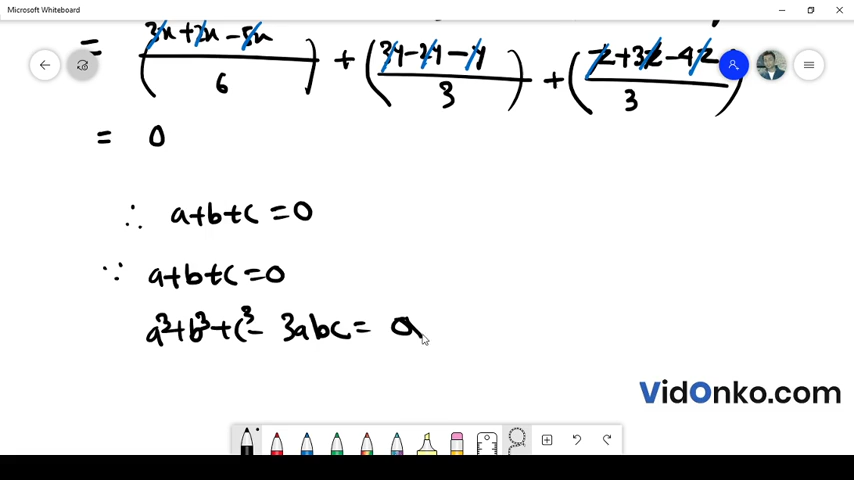 Microsoft Whiteboard
= (3x+2x-5x / 6) + (3y-2y-y / 3) + (z+3z-4z / 3)
= 0
∴ a+b+c = 0
∵ a+b+c = 0
a³+b³+c³ - 3abc = 0
VidOnko.com